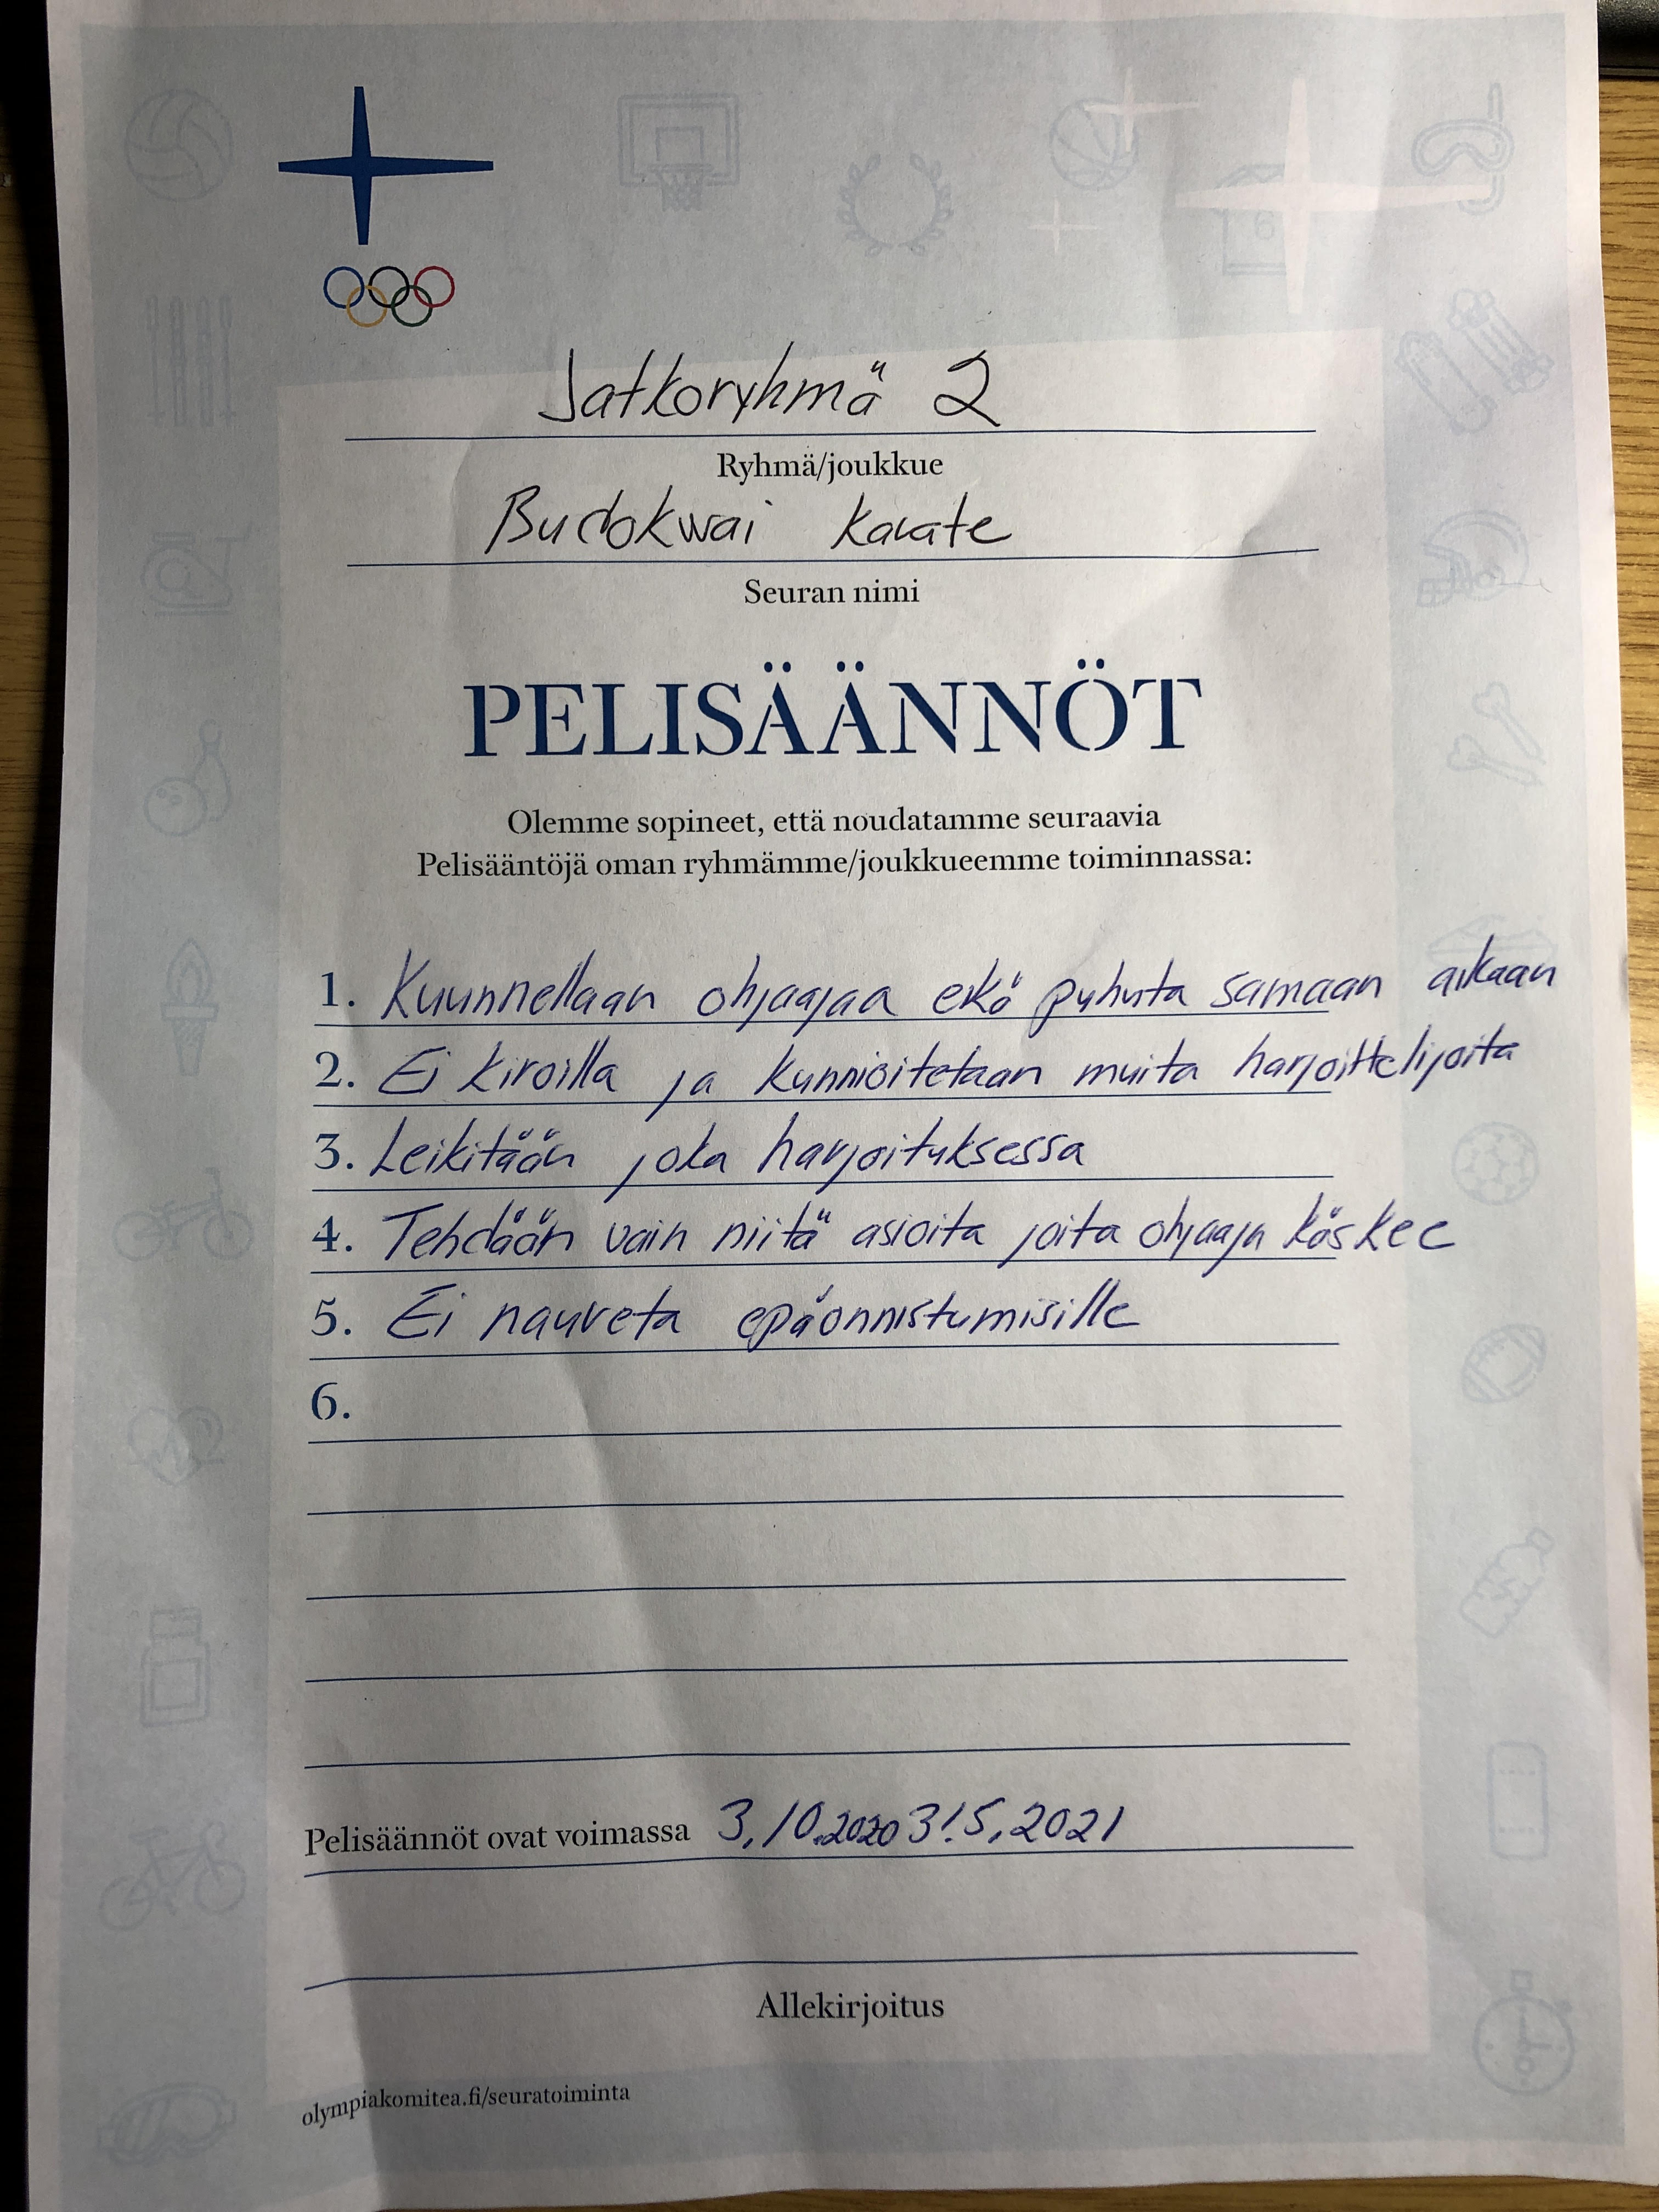 Jatkoryhmä 2
Ryhmä/joukkue
Budokwai Karate
Seuran nimi
PELISÄÄNNÖT
Olemme sopineet, että noudatamme seuraavia
Pelisääntöjä oman ryhmämme/joukkueemme toiminnassa:
1. Kuunnellaan ohjaajaa eikä puhuta samaan aikaan
2. Ei kiroilla ja kunnioitetaan muita harjoittelijoita
3. Leikitään joka harjoituksessa
4. Tehdään vain niitä asioita joita ohjaaja käskee
5. Ei naureta epäonnistumisille
6.
Pelisäännöt ovat voimassa 3.10.2020 31.5.2021
Allekirjoitus
olympiakomitea.fi/seuratoiminta